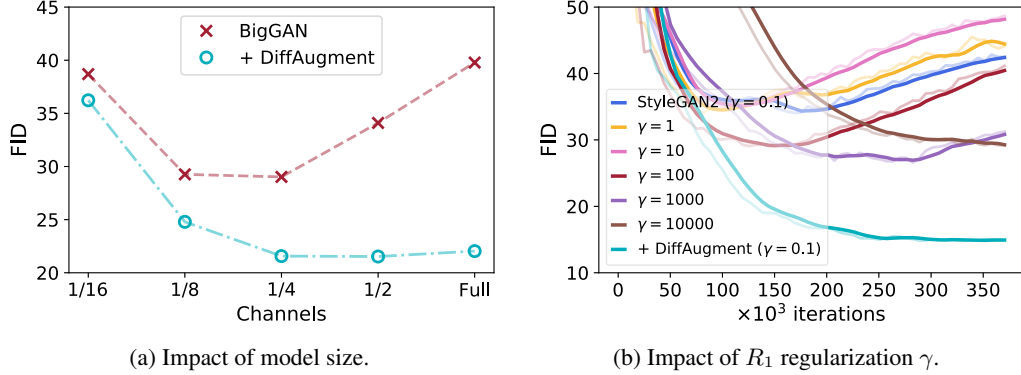 FID
50
45
40
35
30
25
20
BigGAN
+ DiffAugment
1/16 1/8 1/4 1/2 Full
Channels
(a) Impact of model size.
FID
50
40
30
20
10
StyleGAN2 (γ = 0.1)
γ = 1
γ = 10
γ = 100
γ = 1000
γ = 10000
+ DiffAugment (γ = 0.1)
0 50 100 150 200 250 300 350
×10³ iterations
(b) Impact of R₁ regularization γ.